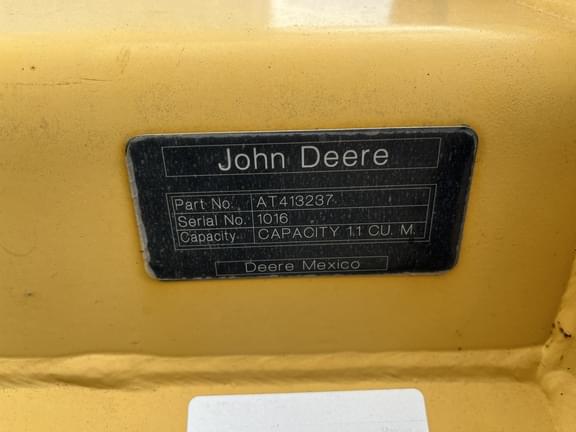 John Deere
Part No. AT413237
Serial No. 1016
Capacity CAPACITY 1.1 CU. M.
Deere Mexico